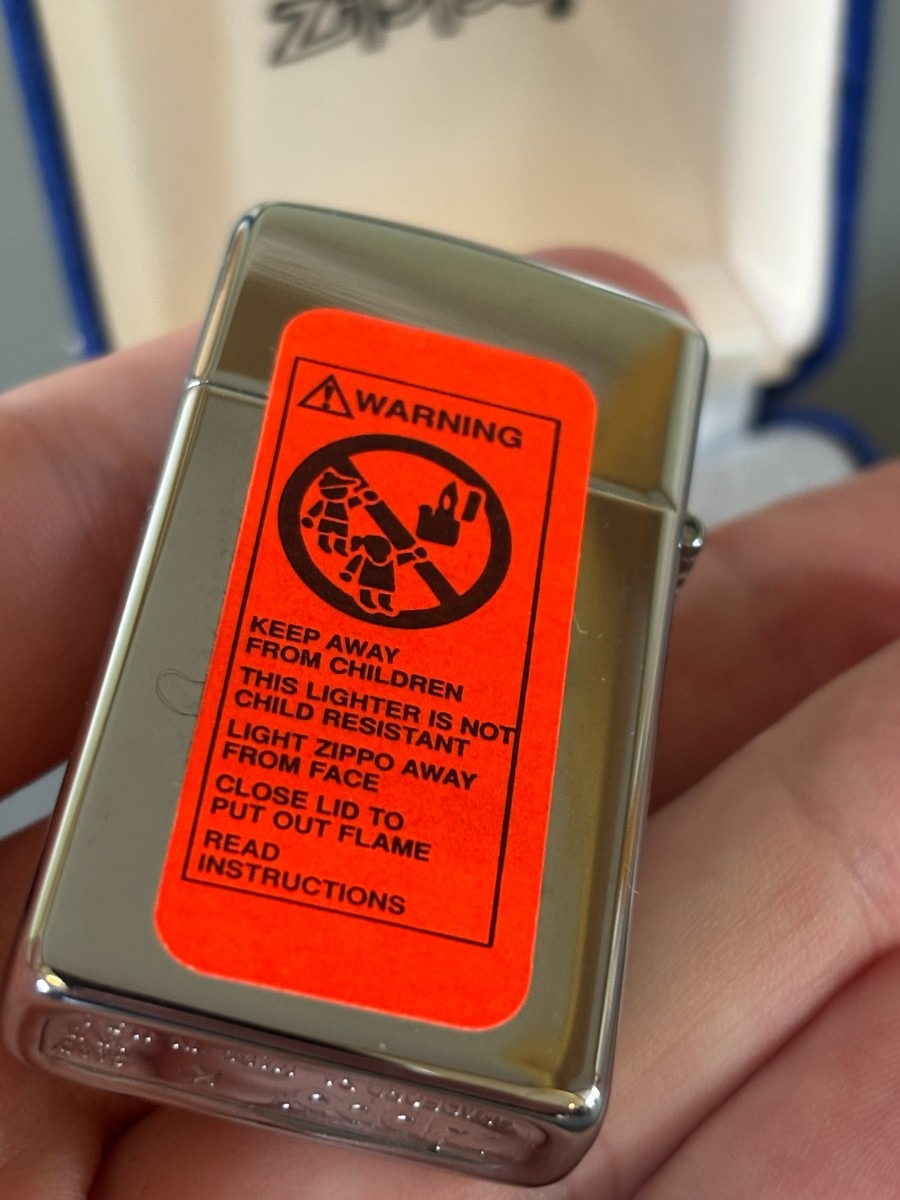 Zippo
WARNING
KEEP AWAY
FROM CHILDREN
THIS LIGHTER IS NOT
CHILD RESISTANT
LIGHT ZIPPO AWAY
FROM FACE
CLOSE LID TO
PUT OUT FLAME
READ
INSTRUCTIONS